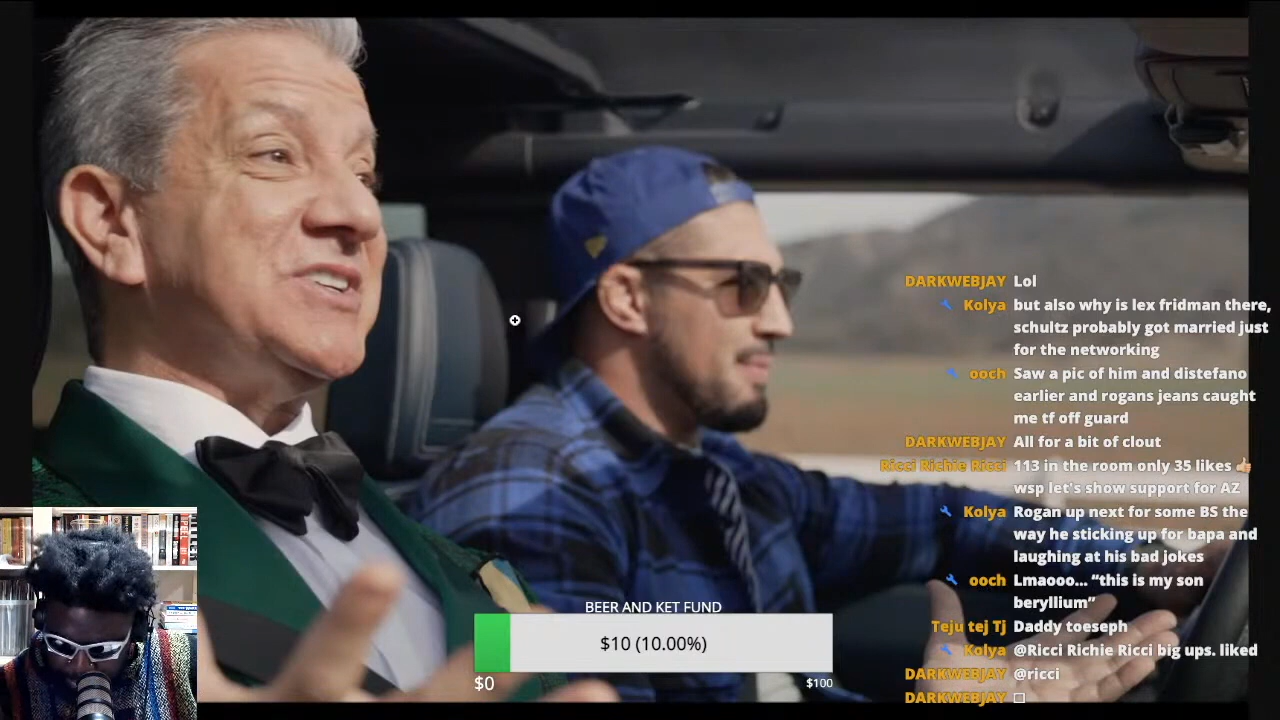 DARKWEBJAY Lol
Kolya but also why is lex fridman there,
schultz probably got married just
for the networking
ooch Saw a pic of him and distefano
earlier and rogans jeans caught
me tf off guard
DARKWEBJAY All for a bit of clout
Ricci Richie Ricci 113 in the room only 35 likes 👍🏼
wsp let's show support for AZ
Kolya Rogan up next for some BS the
way he sticking up for bapa and
laughing at his bad jokes
ooch Lmaooo... “this is my son
beryllium”
Teju tej Tj Daddy toeseph
Kolya @Ricci Richie Ricci big ups. liked
DARKWEBJAY @ricci
DARKWEBJAY □
BEER AND KET FUND
$10 (10.00%)
$0 $100